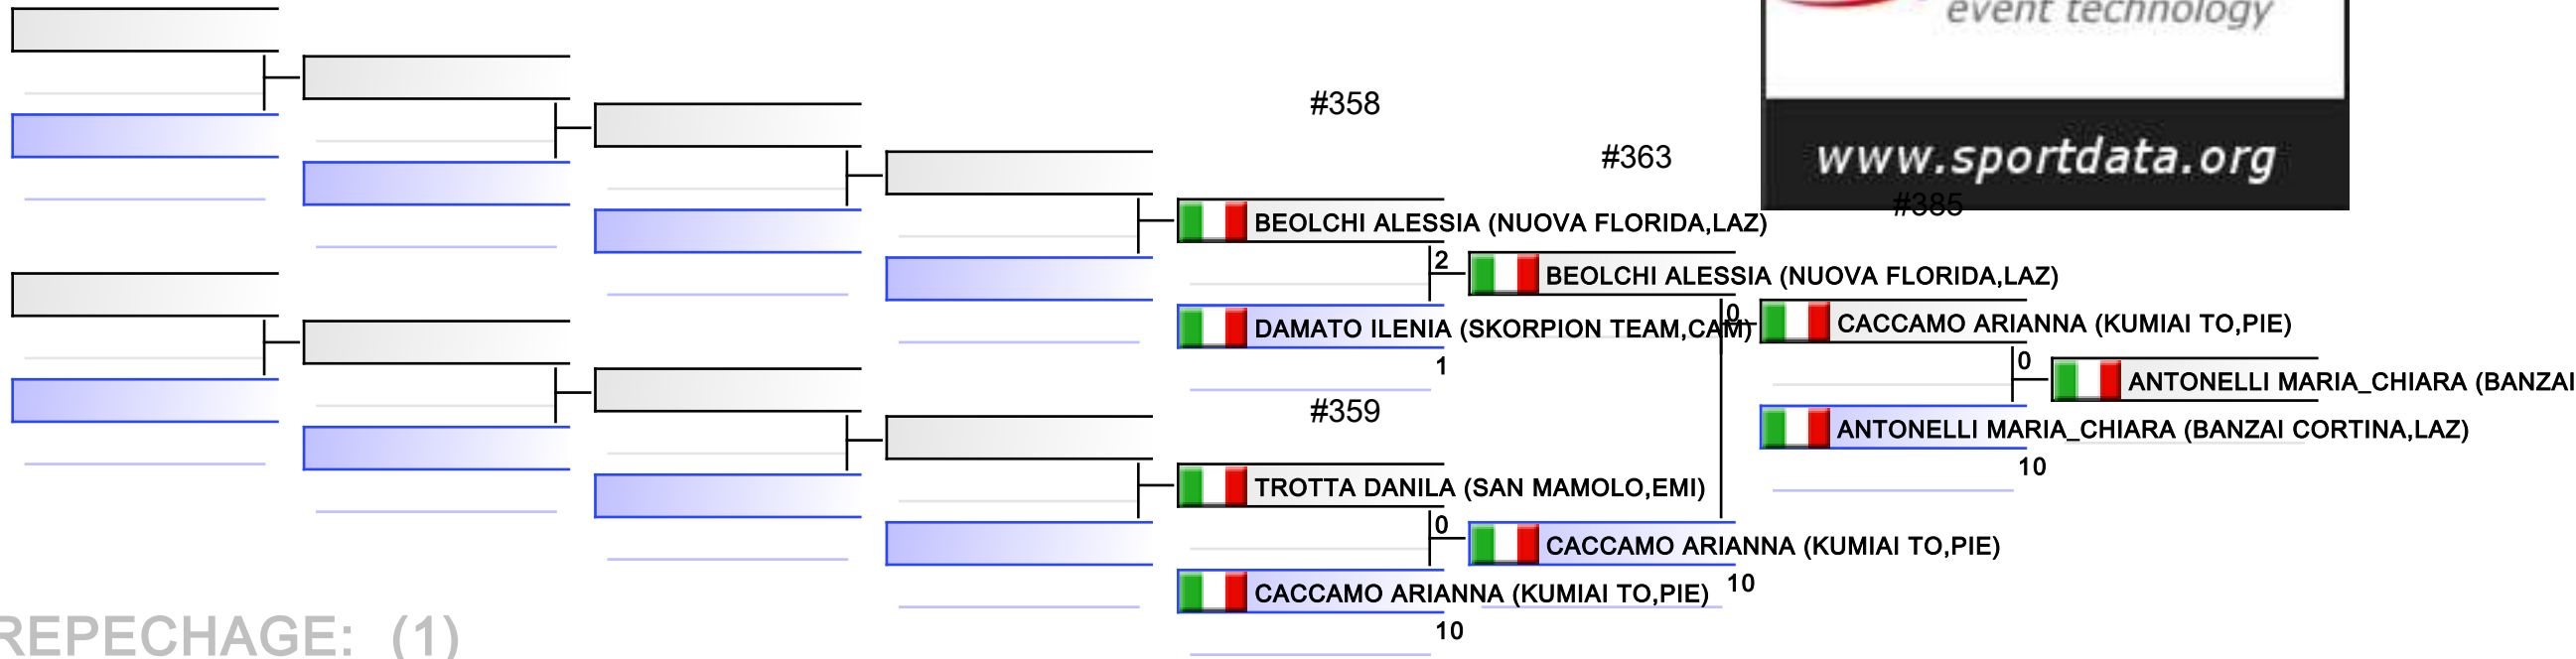 event technology
www.sportdata.org
#358
#363
#385
BEOLCHI ALESSIA (NUOVA FLORIDA,LAZ)
2
BEOLCHI ALESSIA (NUOVA FLORIDA,LAZ)
DAMATO ILENIA (SKORPION TEAM,CAM)
1
0
CACCAMO ARIANNA (KUMIAI TO,PIE)
0
ANTONELLI MARIA_CHIARA (BANZAI
ANTONELLI MARIA_CHIARA (BANZAI CORTINA,LAZ)
10
#359
TROTTA DANILA (SAN MAMOLO,EMI)
0
CACCAMO ARIANNA (KUMIAI TO,PIE)
10
CACCAMO ARIANNA (KUMIAI TO,PIE)
10
REPECHAGE: (1)